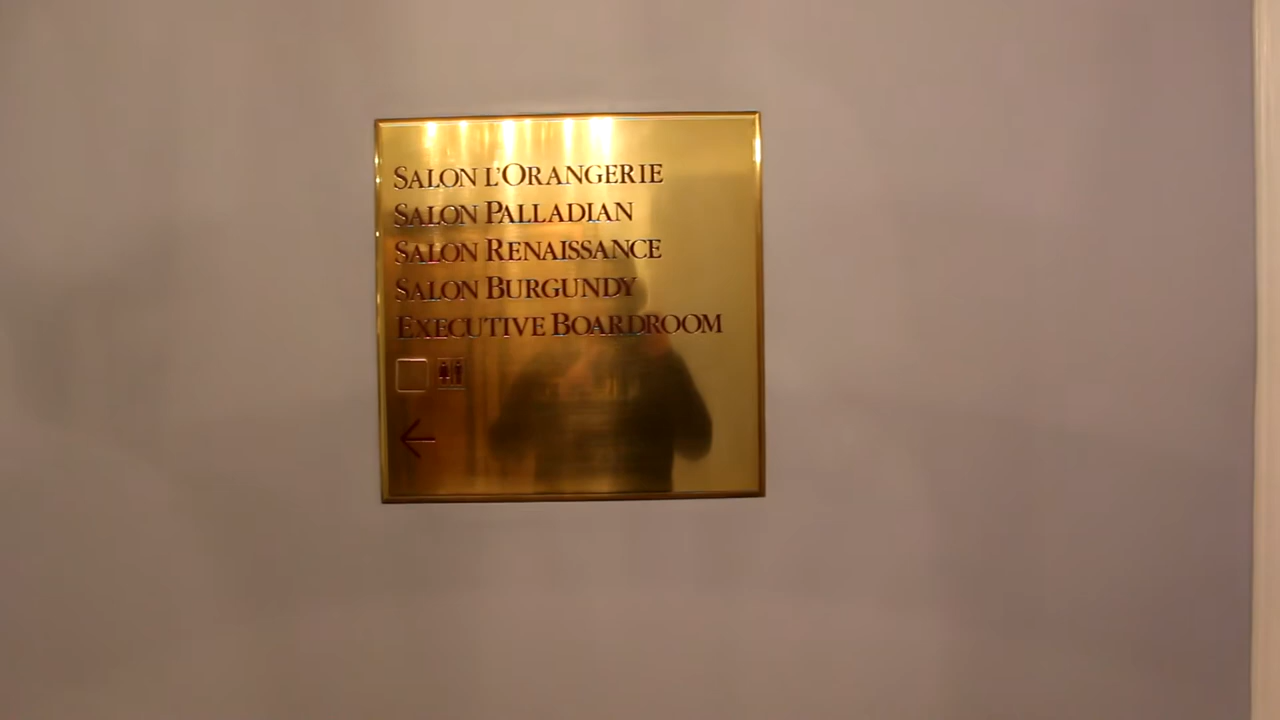 SALON L'ORANGERIE
SALON PALLADIAN
SALON RENAISSANCE
SALON BURGUNDY
EXECUTIVE BOARDROOM